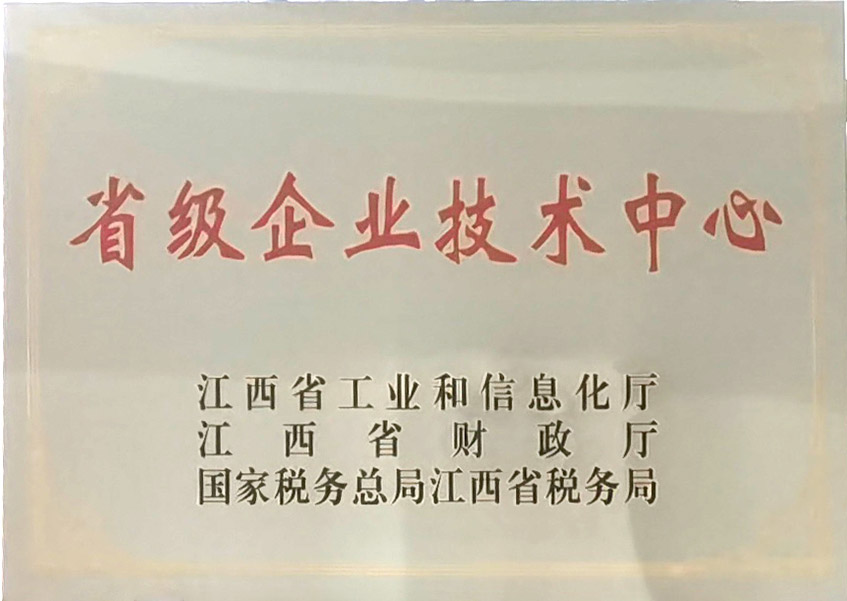 省级企业技术中心
江西省工业和信息化厅
江西省财政厅
国家税务总局江西省税务局